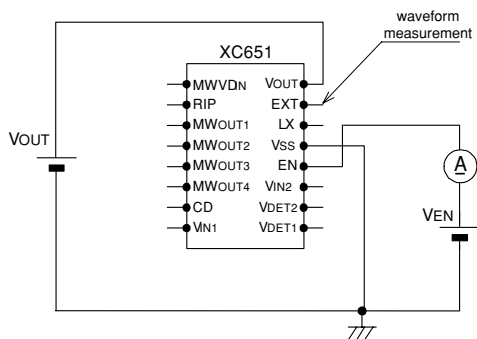 waveform
measurement
XC651
MWVDIN VOUT
RIP EXT
MWOUT1 LX
MWOUT2 VSS
MWOUT3 EN
MWOUT4 VIN2
CD VDET2
VIN1 VDET1
VOUT
A
VEN